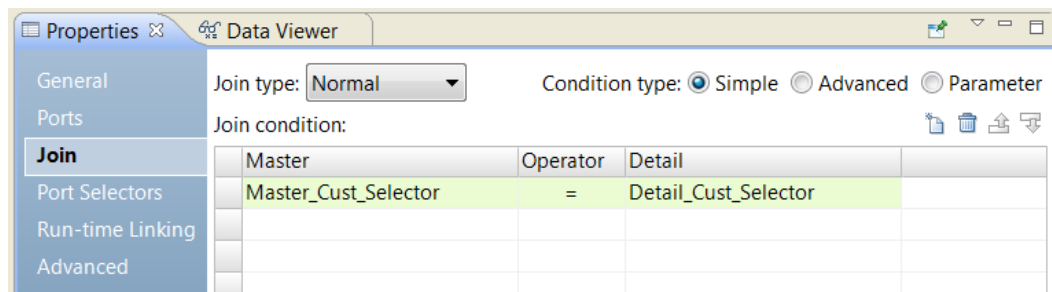 Properties Data Viewer
General
Ports
Join
Port Selectors
Run-time Linking
Advanced
Join type: Normal Condition type: Simple Advanced Parameter
Join condition:
Master Operator Detail
Master_Cust_Selector = Detail_Cust_Selector